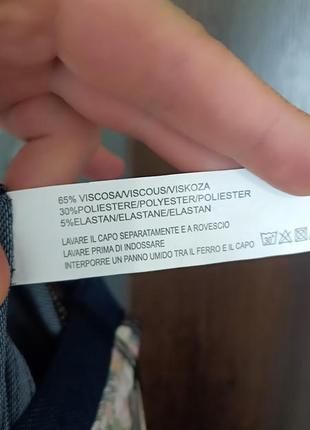 65% VISCOSA/VISCOUS/VISKOZA
30%POLIESTERE/POLYESTER/POLIESTER
5%ELASTAN/ELASTANE/ELASTAN
LAVARE IL CAPO SEPARATAMENTE E A ROVESCIO
LAVARE PRIMA DI INDOSSARE
INTERPORRE UN PANNO UMIDO TRA IL FERRO E IL CAPO